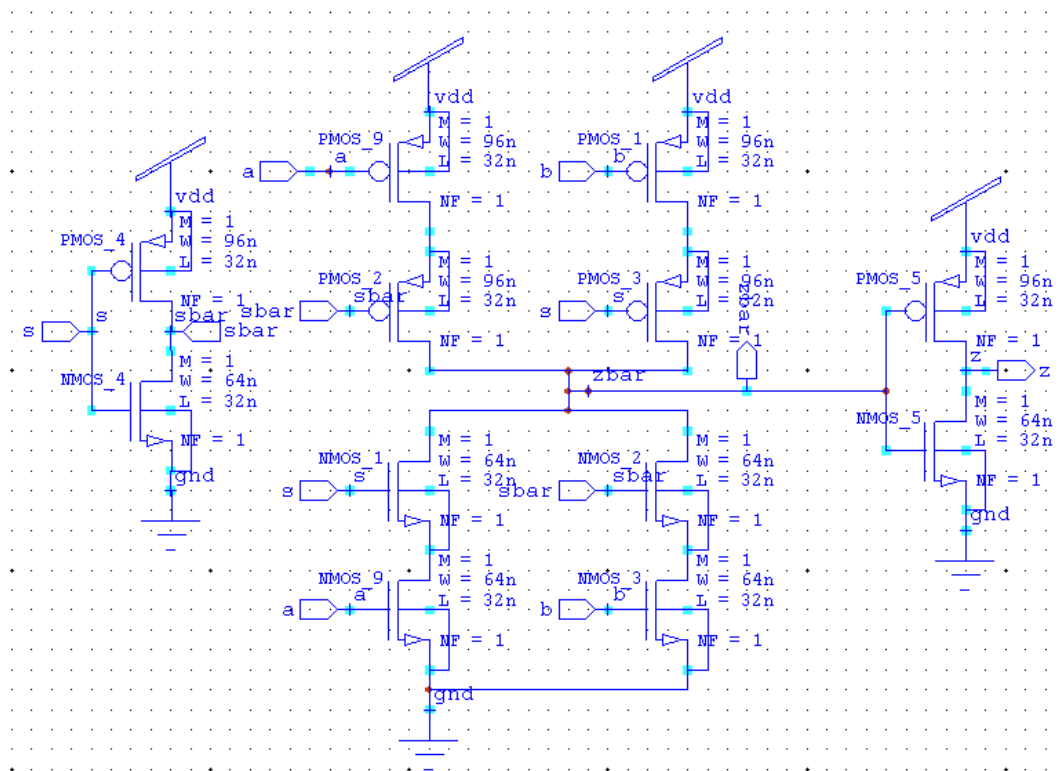 vdd
PMOS_4
M = 1
W = 96n
L = 32n
NF = 1
s
s
sbar
sbar
NMOS_4
M = 1
W = 64n
L = 32n
NF = 1
gnd
vdd
PMOS_9
a
a
M = 1
W = 96n
L = 32n
NF = 1
PMOS_2
sbar
sbar
M = 1
W = 96n
L = 32n
NF = 1
vdd
PMOS_1
b
b
M = 1
W = 96n
L = 32n
NF = 1
PMOS_3
s
s
M = 1
W = 96n
L = 32n
NF = 1
zbar
zbar
NMOS_1
s
s
M = 1
W = 64n
L = 32n
NF = 1
NMOS_9
a
a
M = 1
W = 64n
L = 32n
NF = 1
gnd
NMOS_2
sbar
sbar
M = 1
W = 64n
L = 32n
NF = 1
NMOS_3
b
b
M = 1
W = 64n
L = 32n
NF = 1
vdd
PMOS_5
M = 1
W = 96n
L = 32n
NF = 1
z
z
NMOS_5
M = 1
W = 64n
L = 32n
NF = 1
gnd